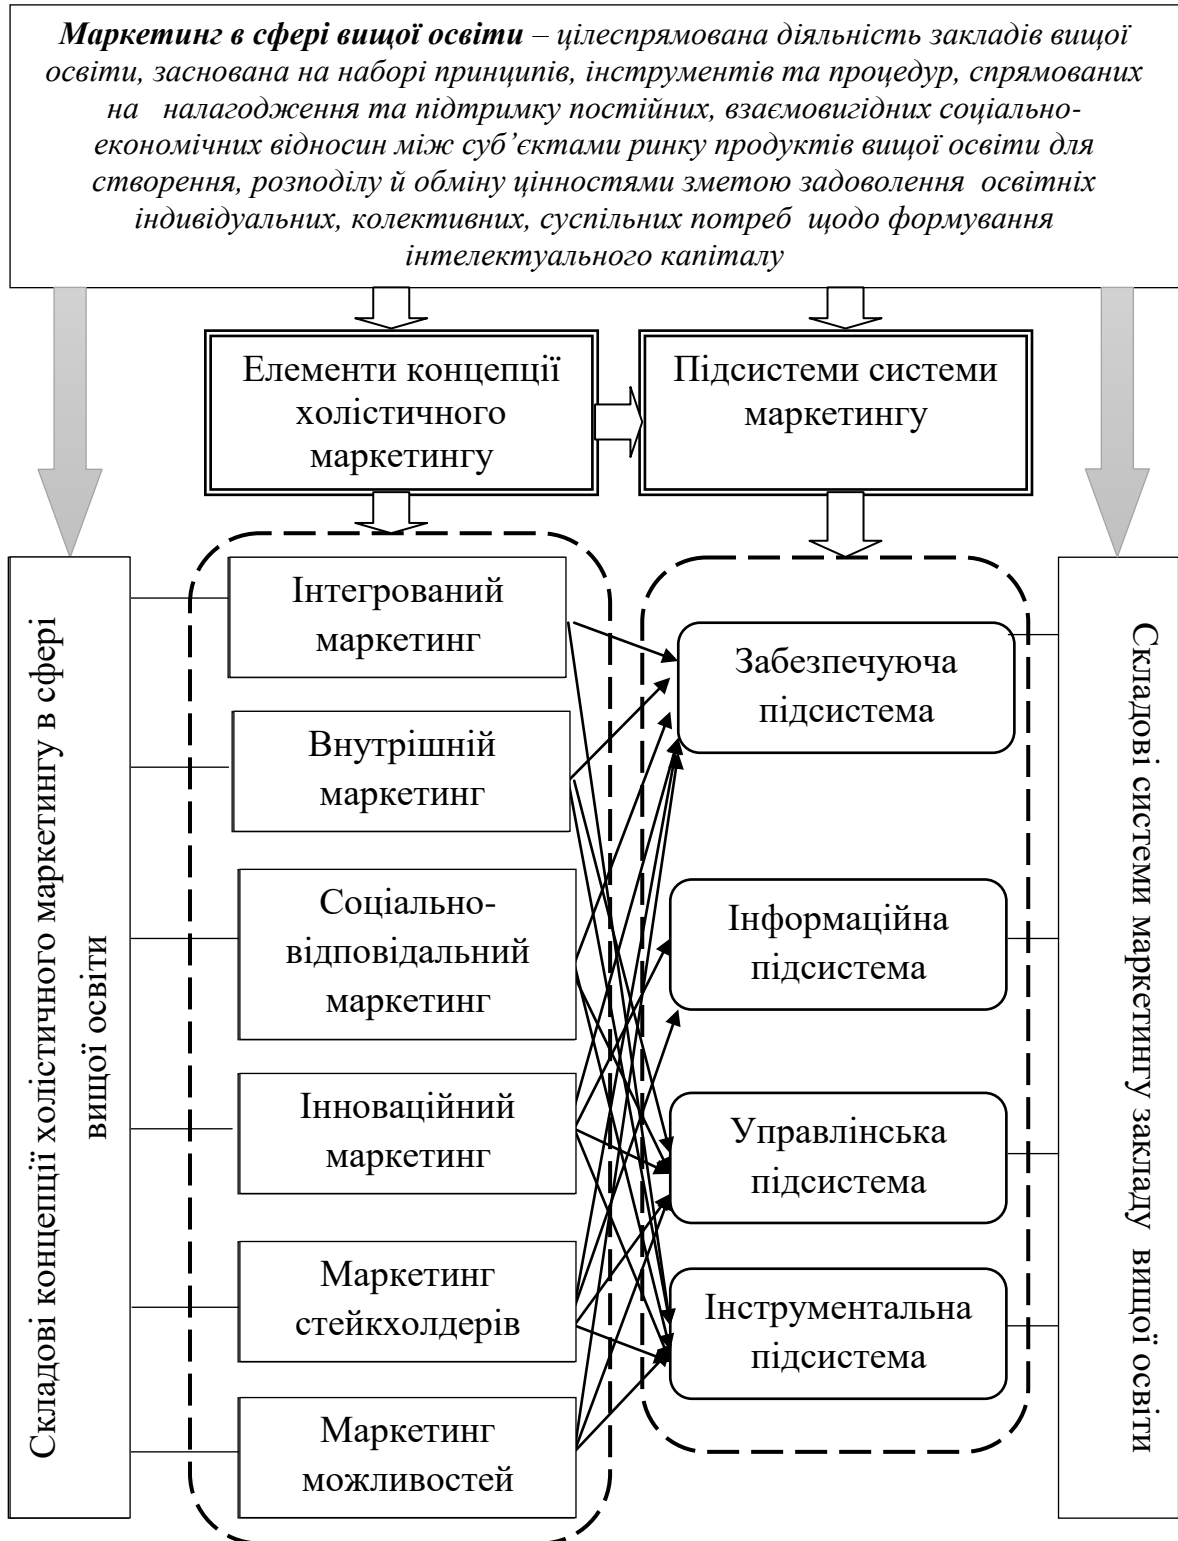 Маркетинг в сфері вищої освіти – цілеспрямована діяльність закладів вищої
освіти, заснована на наборі принципів, інструментів та процедур, спрямованих
на налагодження та підтримку постійних, взаємовигідних соціально-
економічних відносин між суб’єктами ринку продуктів вищої освіти для
створення, розподілу й обміну цінностями зметою задоволення освітніх
індивідуальних, колективних, суспільних потреб щодо формування
інтелектуального капіталу
Елементи концепції
холістичного
маркетингу
Підсистеми системи
маркетингу
Складові концепції холістичного маркетингу в сфері
вищої освіти
Інтегрований
маркетинг
Внутрішній
маркетинг
Соціально-
відповідальний
маркетинг
Інноваційний
маркетинг
Маркетинг
стейкхолдерів
Маркетинг
можливостей
Забезпечуюча
підсистема
Інформаційна
підсистема
Управлінська
підсистема
Інструментальна
підсистема
Складові системи маркетингу закладу вищої освіти